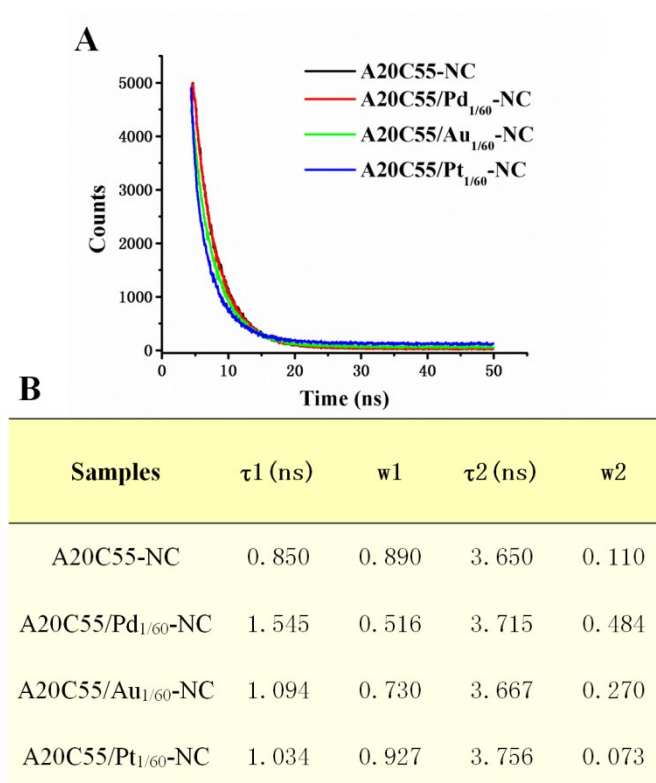 A
A20C55-NC
A20C55/Pd1/60-NC
A20C55/Au1/60-NC
A20C55/Pt1/60-NC
5000
4000
3000
2000
1000
0
Counts
0 10 20 30 40 50
Time (ns)
B
Samples τ1(ns) w1 τ2(ns) w2
A20C55-NC 0.850 0.890 3.650 0.110
A20C55/Pd1/60-NC 1.545 0.516 3.715 0.484
A20C55/Au1/60-NC 1.094 0.730 3.667 0.270
A20C55/Pt1/60-NC 1.034 0.927 3.756 0.073